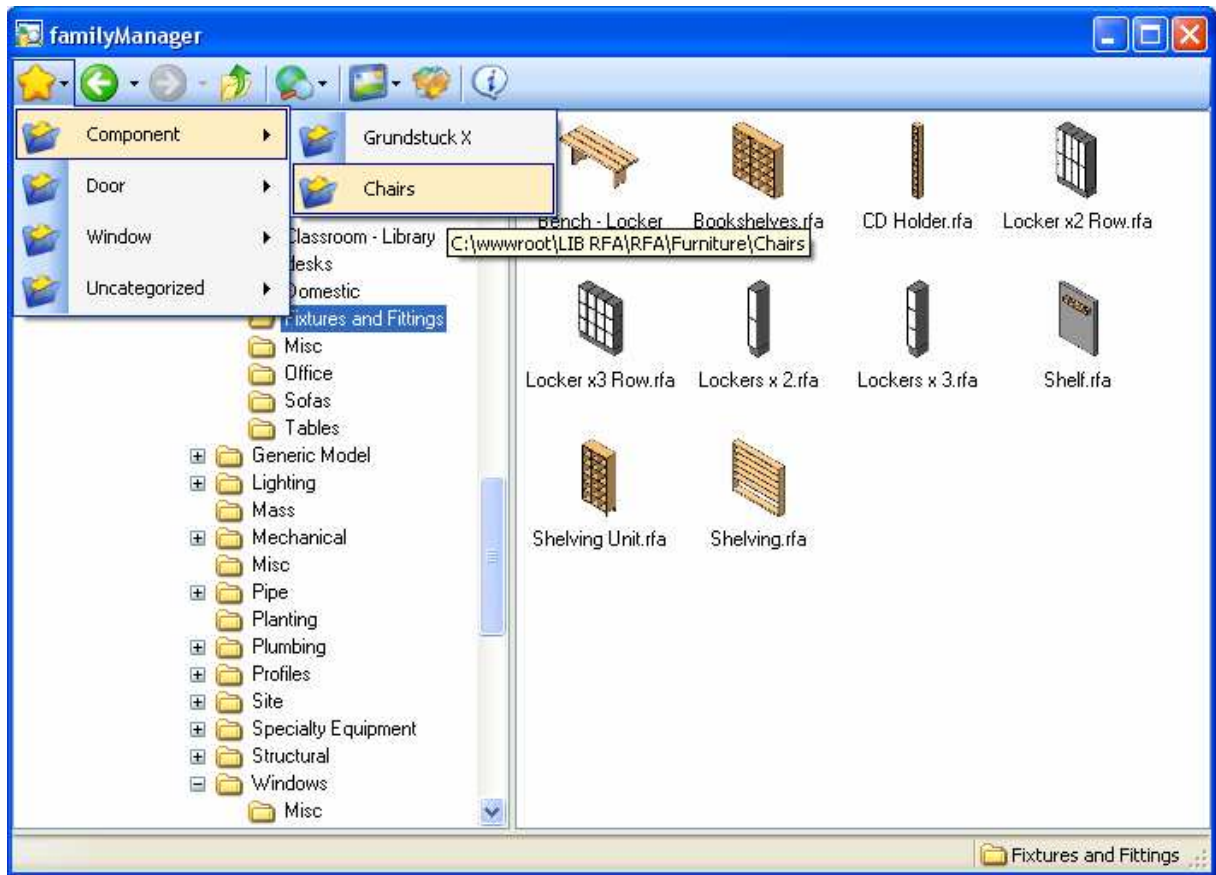 familyManager
Component
Door
Window
Uncategorized
Grundstuck X
Chairs
C:\wwwroot\LIB RFA\RFA\Furniture\Chairs
Classroom - Library
desks
Domestic
Fixtures and Fittings
Misc
Office
Sofas
Tables
Generic Model
Lighting
Mass
Mechanical
Misc
Pipe
Planting
Plumbing
Profiles
Site
Specialty Equipment
Structural
Windows
Misc
Bench - Locker Bookshelves.rfa CD Holder.rfa Locker x2 Row.rfa
Locker x3 Row.rfa Lockers x 2.rfa Lockers x 3.rfa Shelf.rfa
Shelving Unit.rfa Shelving.rfa
Fixtures and Fittings